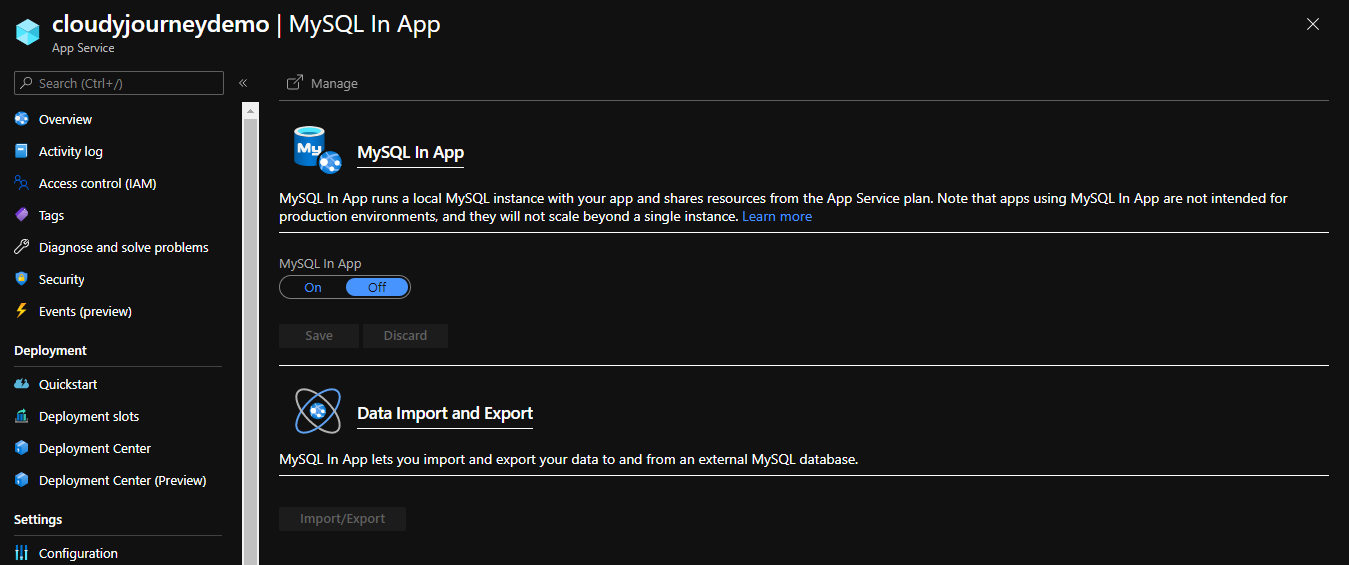 cloudyjourneydemo | MySQL In App
App Service
Search (Ctrl+/)
«
Overview
Activity log
Access control (IAM)
Tags
Diagnose and solve problems
Security
Events (preview)
Deployment
Quickstart
Deployment slots
Deployment Center
Deployment Center (Preview)
Settings
Configuration
Manage
My
MySQL In App
MySQL In App runs a local MySQL instance with your app and shares resources from the App Service plan. Note that apps using MySQL In App are not intended for
production environments, and they will not scale beyond a single instance. Learn more
MySQL In App
On Off
Save Discard
Data Import and Export
MySQL In App lets you import and export your data to and from an external MySQL database.
Import/Export